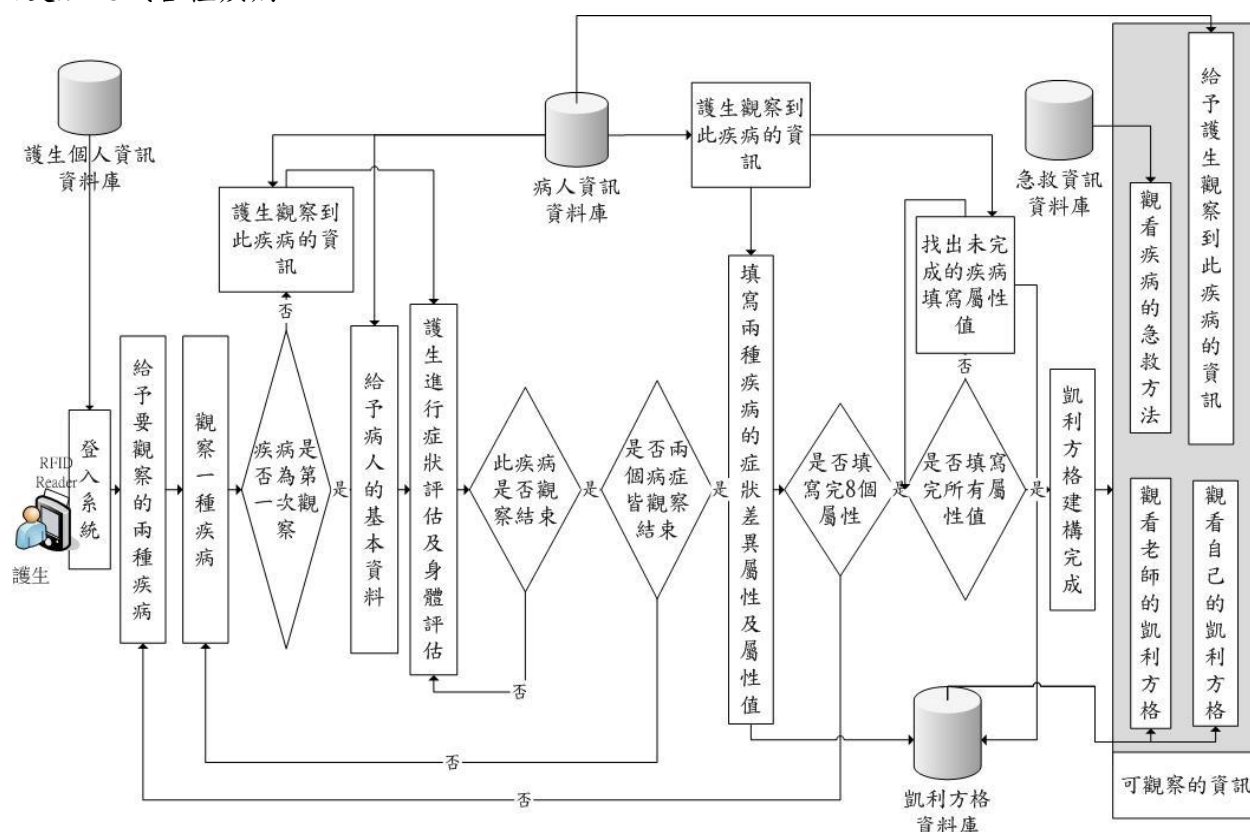 護生個人資訊
資料庫
病人資訊
資料庫
護生觀察到
此疾病的資
訊
急救資訊
資料庫
給予護生觀察到此疾病的資訊
觀看疾病的急救方法
護生觀察到
此疾病的資
訊
否
找出未完
成的疾病
填寫屬性
值
否
RFID
Reader
護生
登入系統
給予要觀察的兩種疾病
觀察一種疾病
疾病是
否為第
一次觀
察
是
給予病人的基本資料
護生進行症狀評估及身體評估
此疾病
是否觀
察結束
是
是否兩
個病症
皆觀察
結束
是
填寫兩種疾病的症狀差異屬性及屬性值
是否填
寫完8個
屬性
是
是否填寫
完所有屬
性值
是
凱利方格建構完成
觀看老師的凱利方格
觀看自己的凱利方格
否
否
否
凱利方格
資料庫
可觀察的資訊